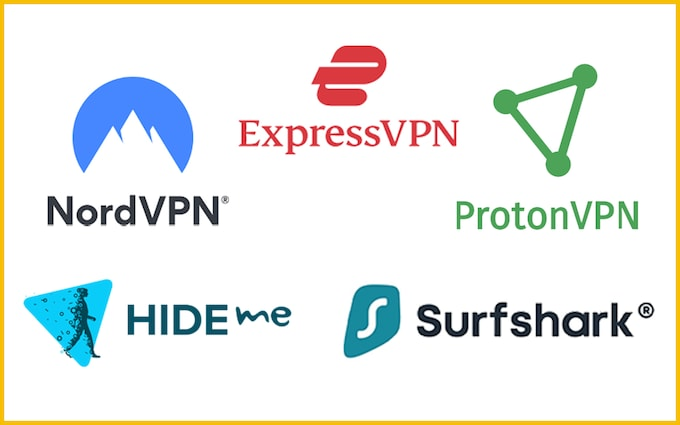 ExpressVPN
NordVPN®
ProtonVPN
HIDE me
Surfshark®